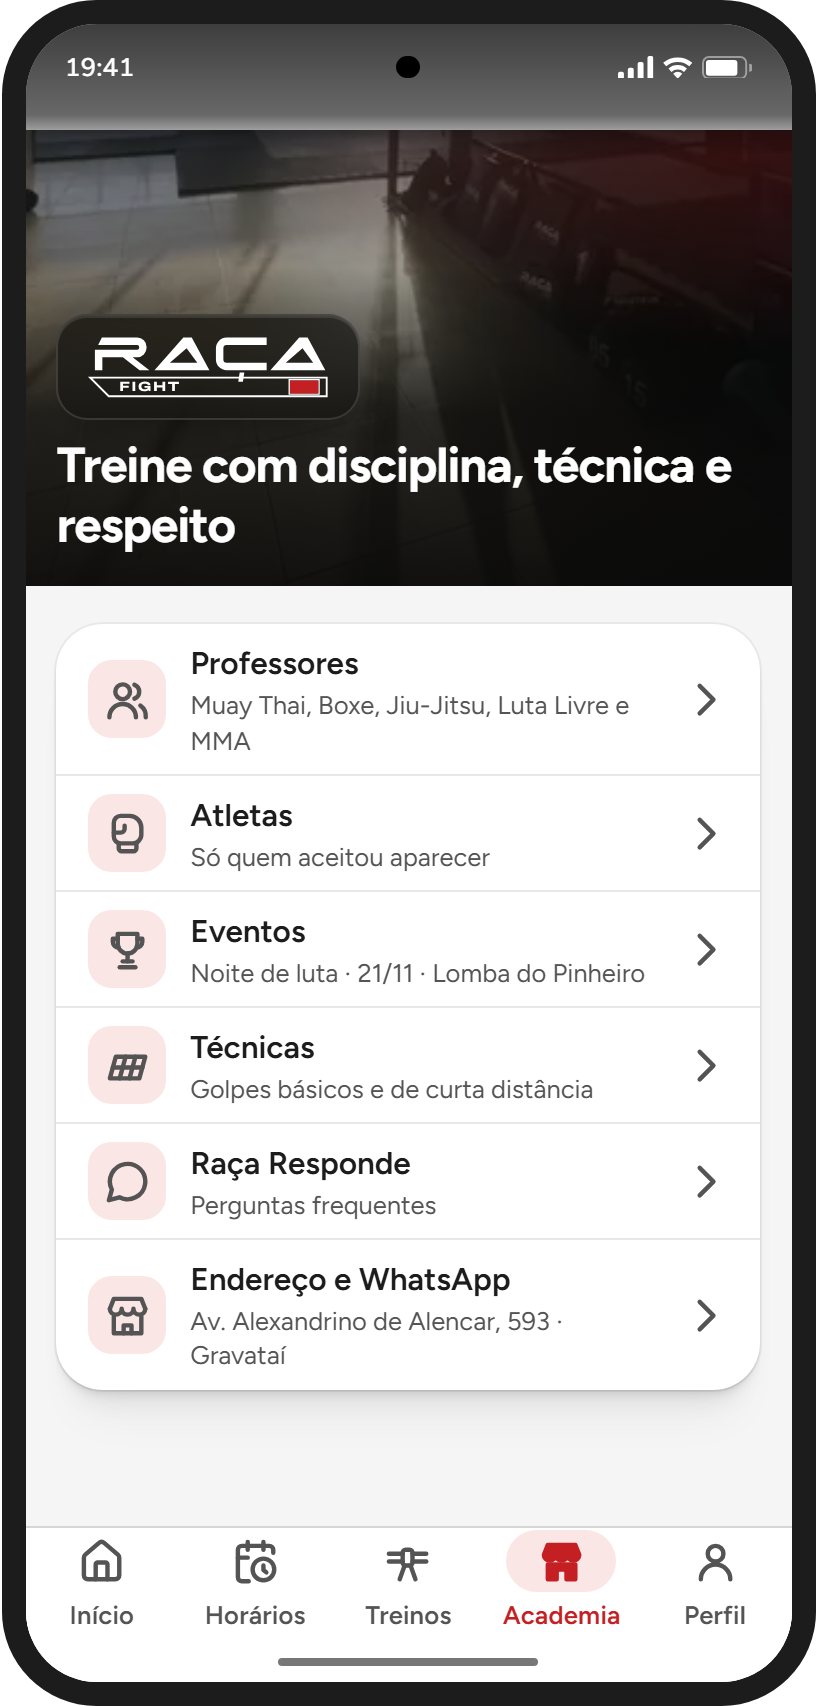 19:41
RAÇA
FIGHT
Treine com disciplina, técnica e
respeito
Professores
Muay Thai, Boxe, Jiu-Jitsu, Luta Livre e
MMA
Atletas
Só quem aceitou aparecer
Eventos
Noite de luta · 21/11 · Lomba do Pinheiro
Técnicas
Golpes básicos e de curta distância
Raça Responde
Perguntas frequentes
Endereço e WhatsApp
Av. Alexandrino de Alencar, 593 ·
Gravataí
Início
Horários
Treinos
Academia
Perfil